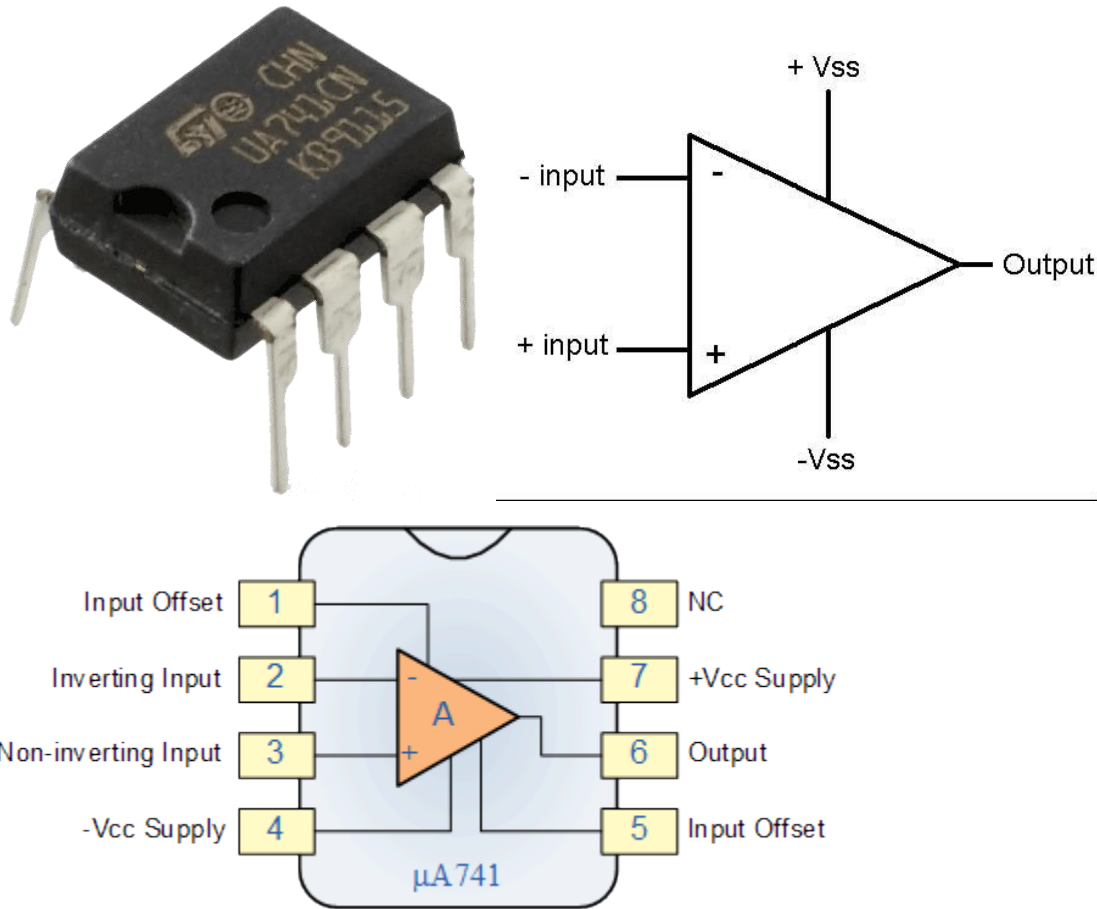 CHN
UA741CN
KB9115
+ Vss
- input
-
Output
+ input
+
-Vss
Input Offset 1 8 NC
Inverting Input 2 - 7 +Vcc Supply
A
Non-inverting Input 3 + 6 Output
-Vcc Supply 4 5 Input Offset
μA741